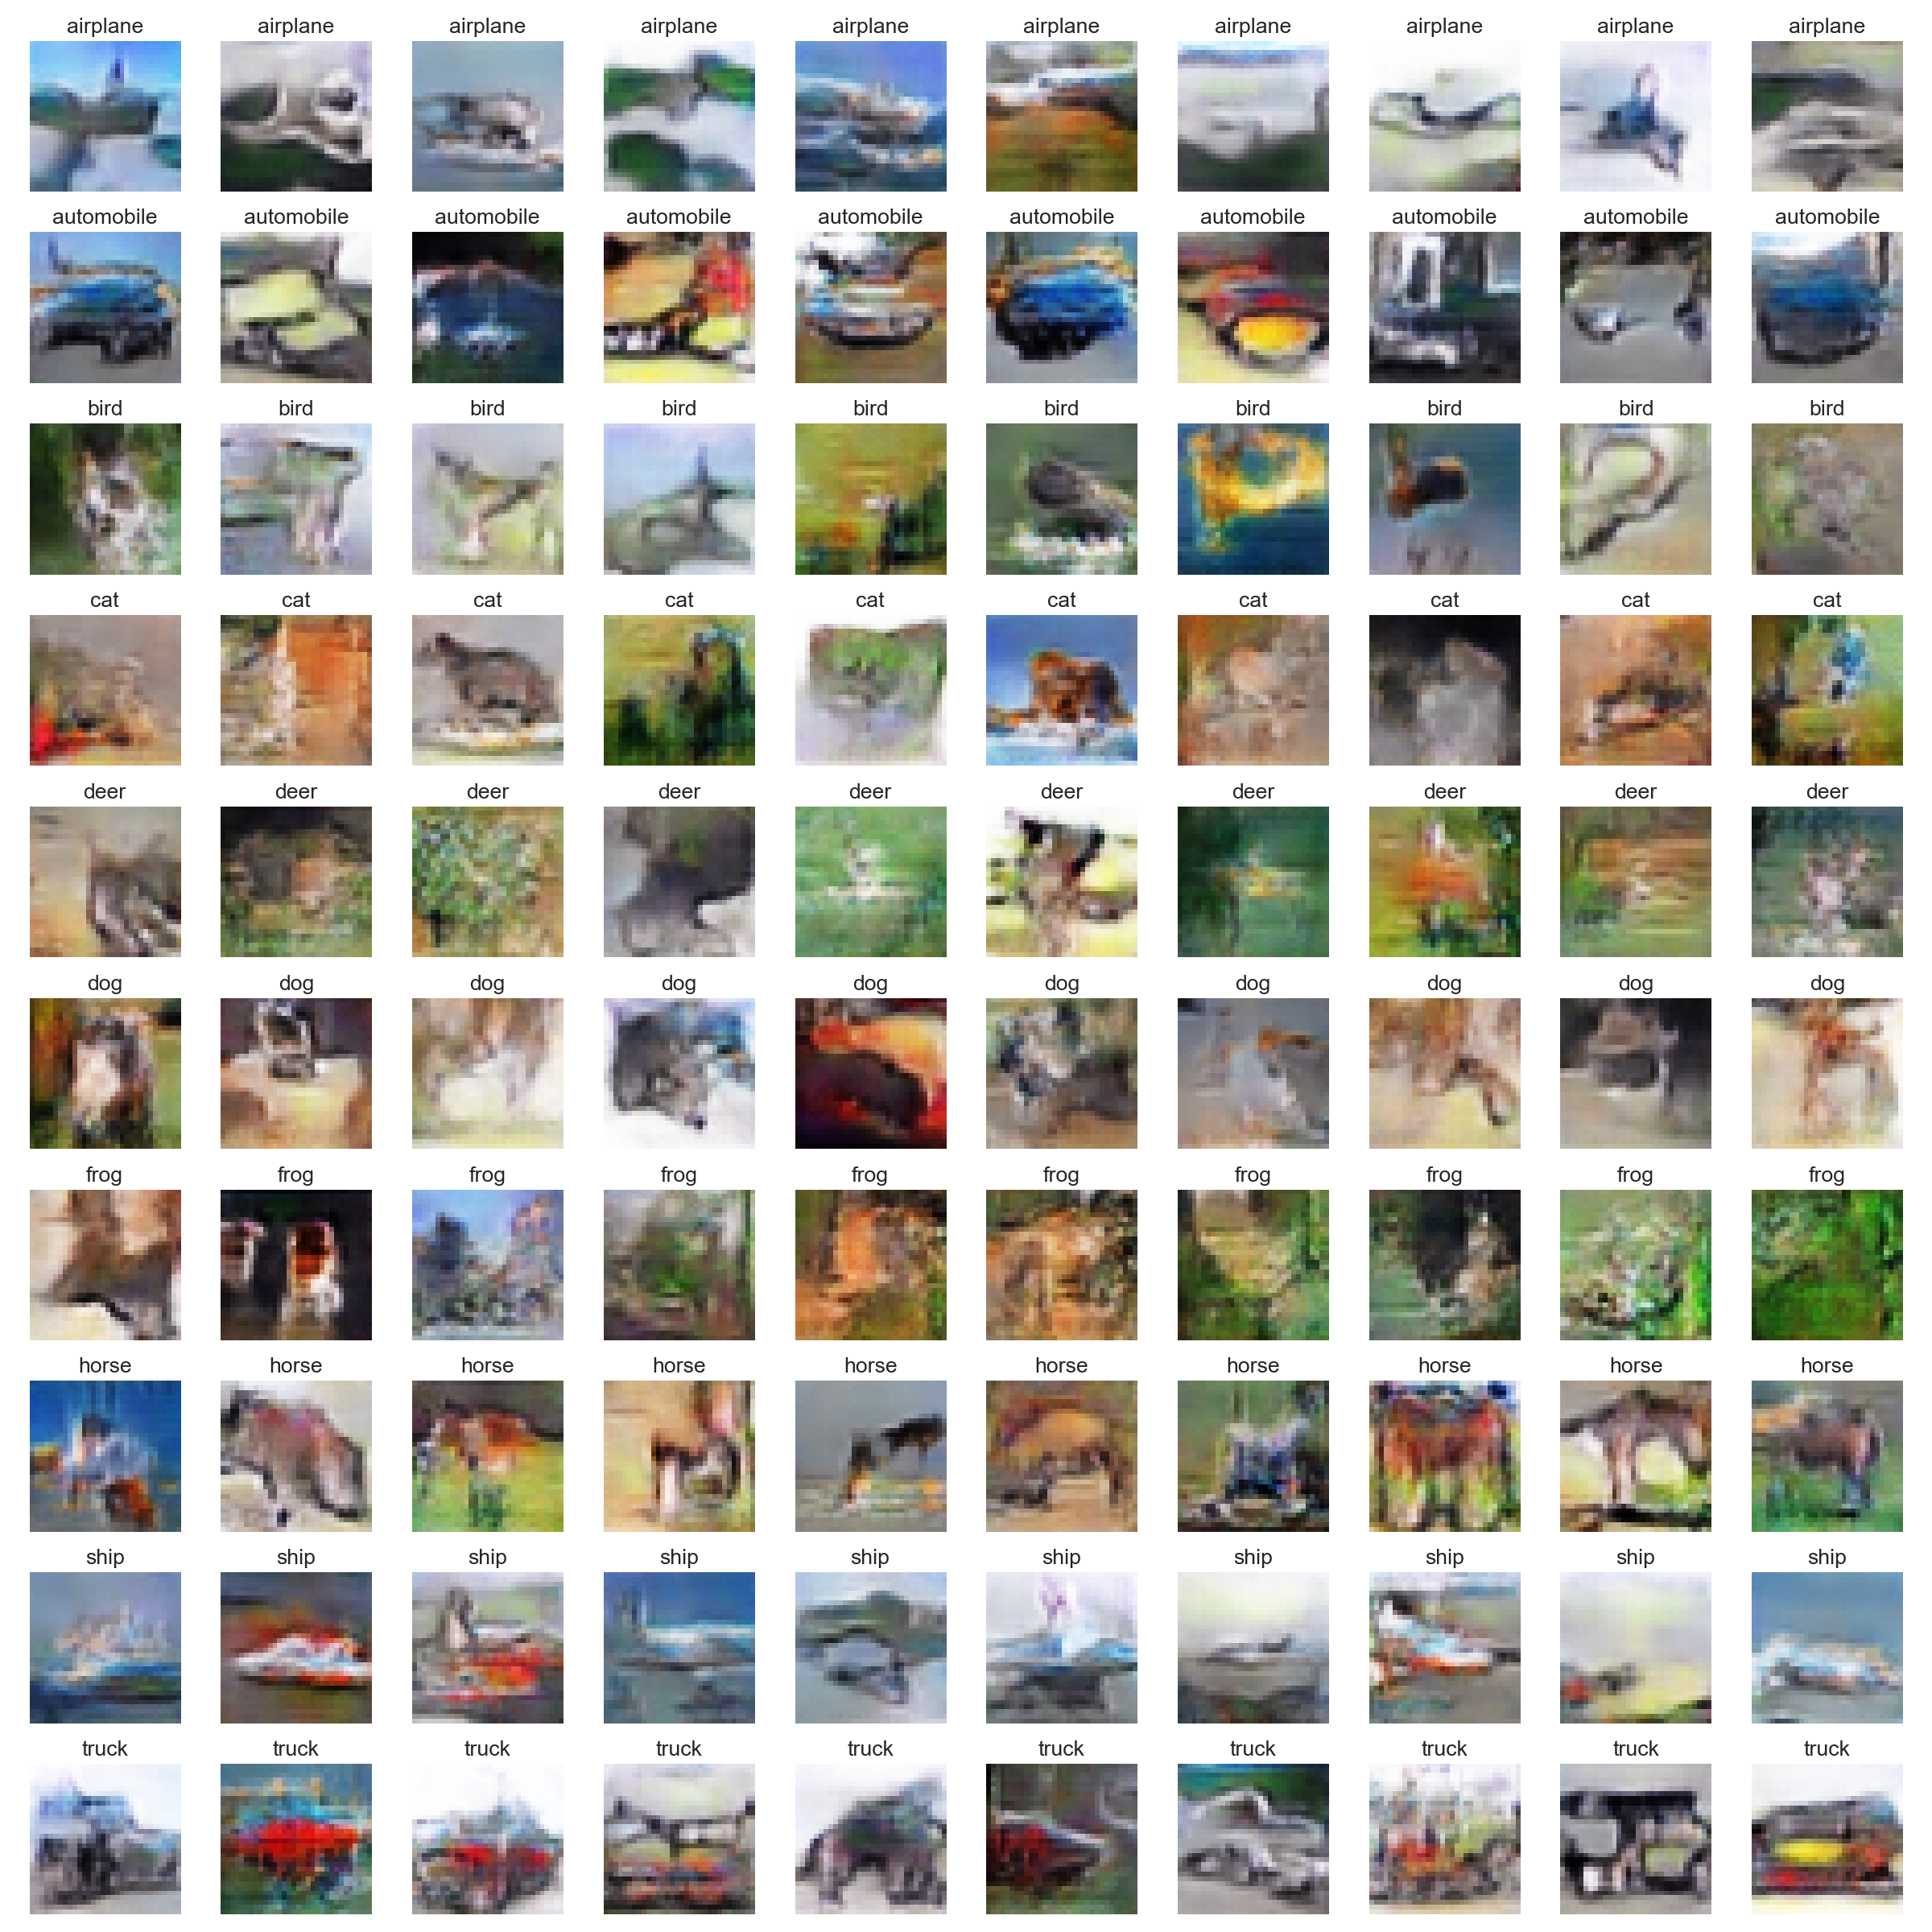 airplane airplane airplane airplane airplane airplane airplane airplane airplane airplane
automobile automobile automobile automobile automobile automobile automobile automobile automobile automobile
bird bird bird bird bird bird bird bird bird bird
cat cat cat cat cat cat cat cat cat cat
deer deer deer deer deer deer deer deer deer deer
dog dog dog dog dog dog dog dog dog dog
frog frog frog frog frog frog frog frog frog frog
horse horse horse horse horse horse horse horse horse horse
ship ship ship ship ship ship ship ship ship ship
truck truck truck truck truck truck truck truck truck truck